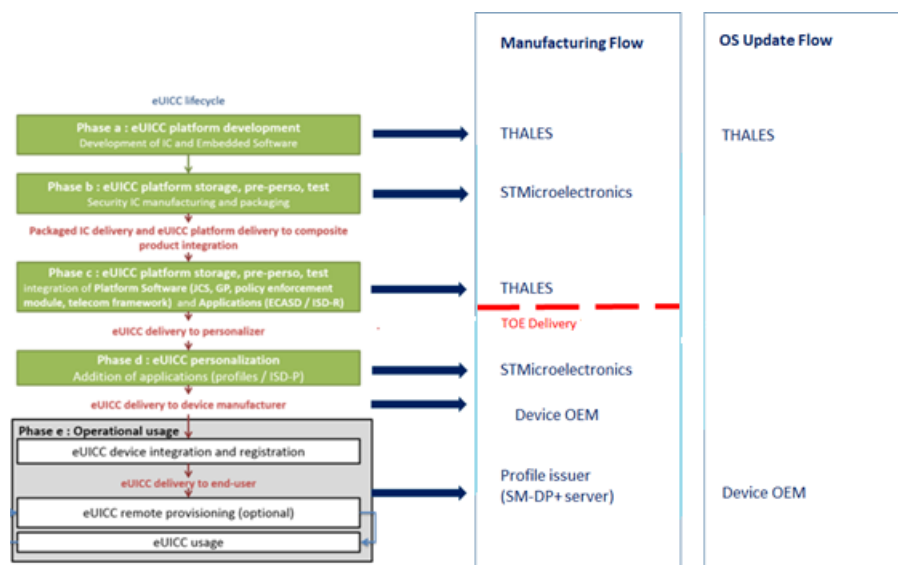 Manufacturing Flow
OS Update Flow
eUICC lifecycle
Phase a : eUICC platform development
Development of IC and Embedded Software
THALES
THALES
Phase b : eUICC platform storage, pre-perso, test
Security IC manufacturing and packaging
STMicroelectronics
Packaged IC delivery and eUICC platform delivery to composite
product integration
Phase c : eUICC platform storage, pre-perso, test
integration of Platform Software (JCS, GP, policy enforcement
module, telecom framework) and Applications (ECASD / ISD-R)
THALES
TOE Delivery
eUICC delivery to personalizer
Phase d : eUICC personalization
Addition of applications (profiles / ISD-P)
STMicroelectronics
eUICC delivery to device manufacturer
Device OEM
Phase e : Operational usage
eUICC device integration and registration
eUICC delivery to end-user
Profile issuer
(SM-DP+ server)
Device OEM
eUICC remote provisioning (optional)
eUICC usage